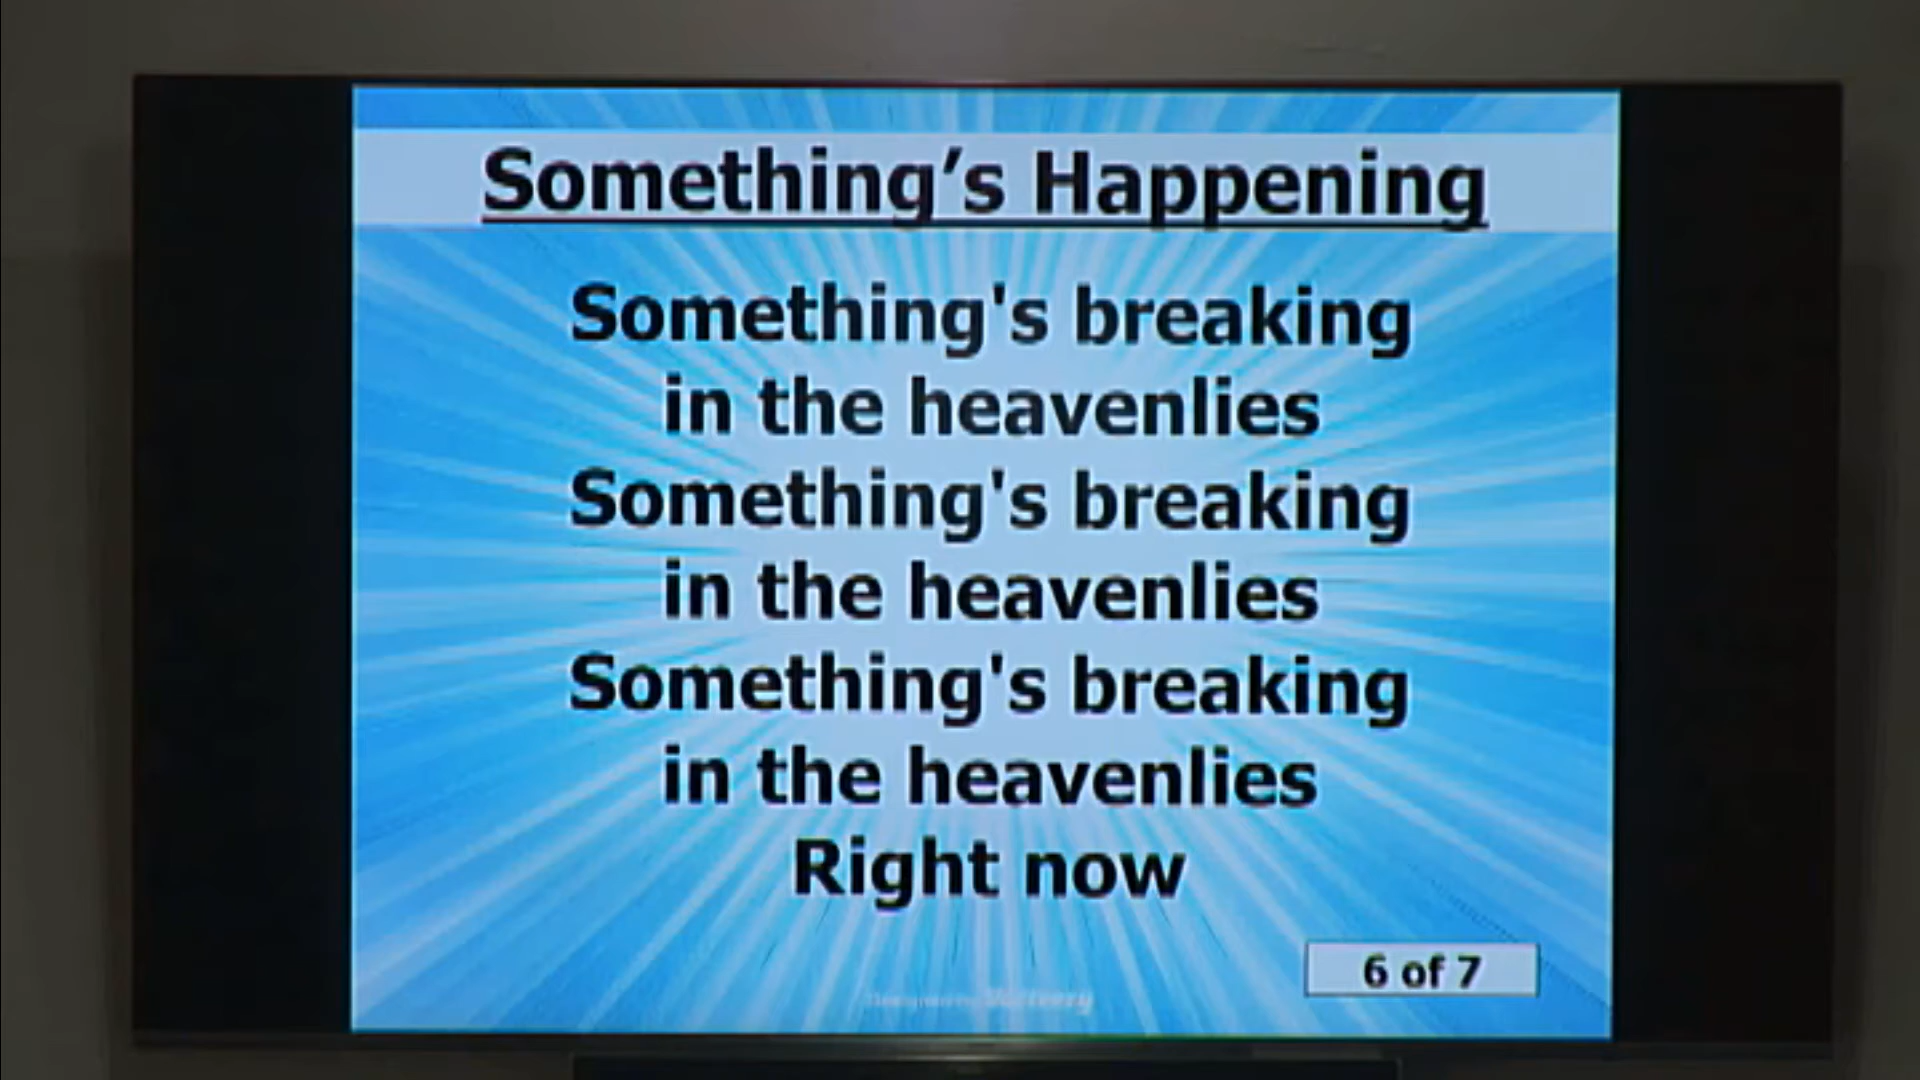 Something’s Happening
Something's breaking
in the heavenlies
Something's breaking
in the heavenlies
Something's breaking
in the heavenlies
Right now
6 of 7